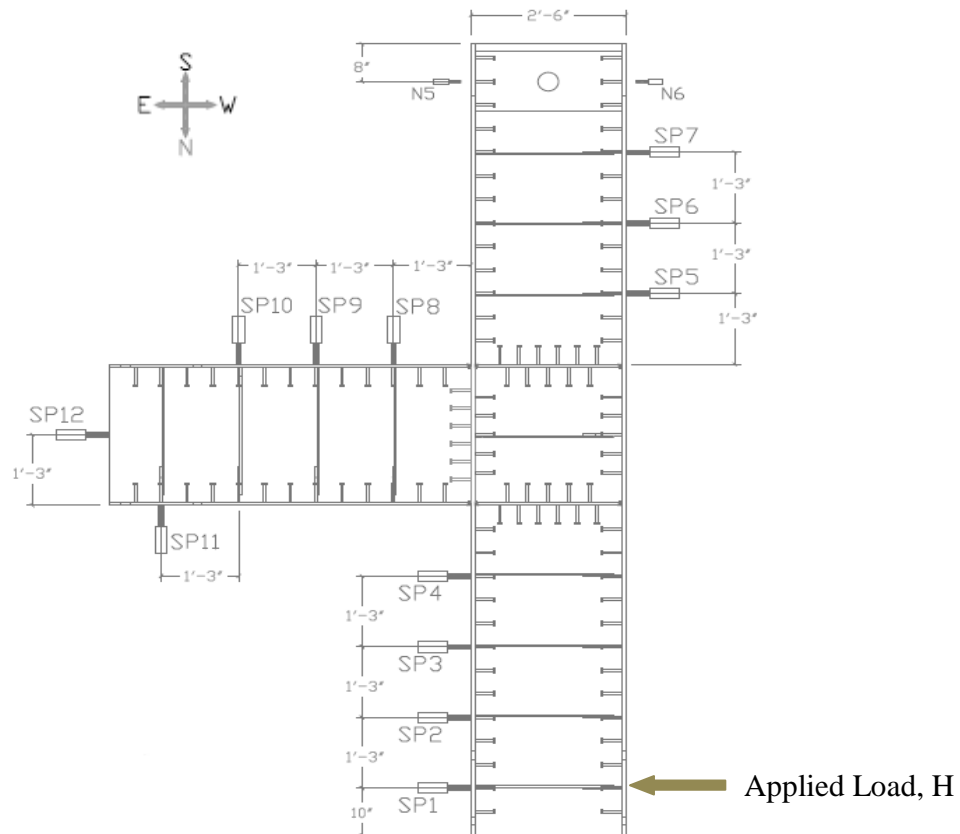 2'-6"
8"
S
E W
N
N5
N6
SP7
1'-3"
SP6
1'-3"
SP5
1'-3"
1'-3" 1'-3" 1'-3"
SP10 SP9 SP8
SP12
1'-3"
SP11
1'-3"
SP4
1'-3"
SP3
1'-3"
SP2
1'-3"
SP1
10"
Applied Load, H